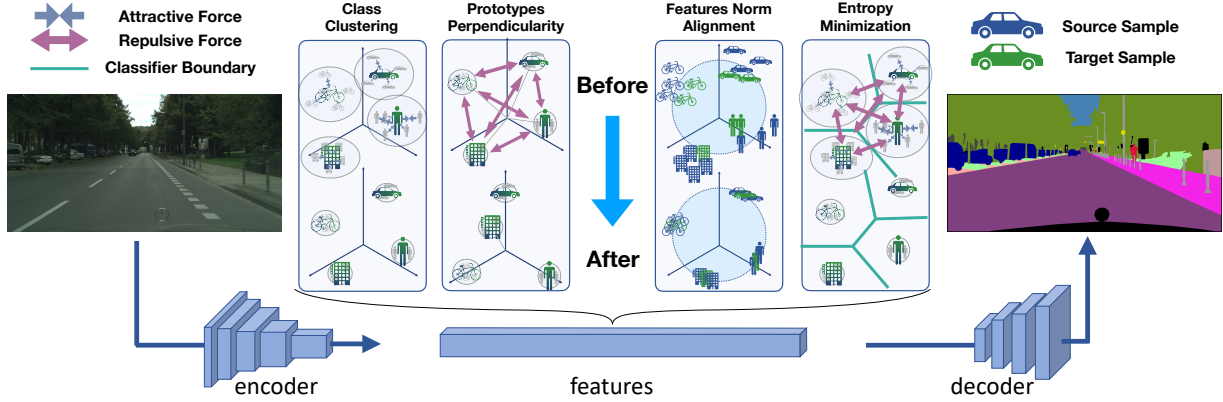 Attractive Force
Repulsive Force
Classifier Boundary
Class
Clustering
Prototypes
Perpendicularity
Features Norm
Alignment
Entropy
Minimization
Source Sample
Target Sample
Before
After
encoder
features
decoder